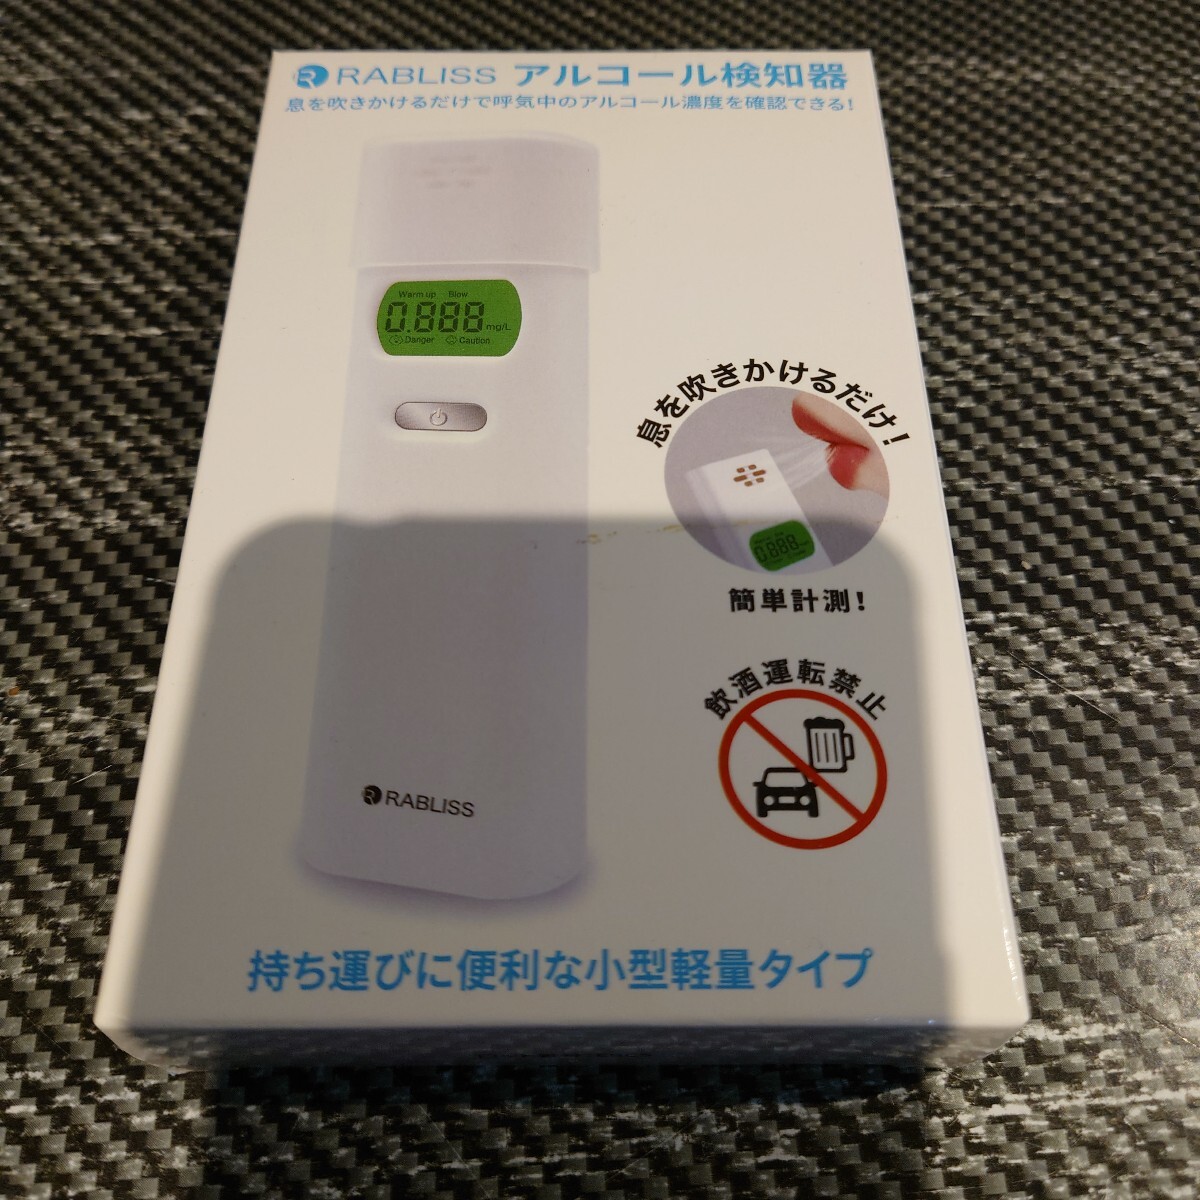 RABLISS アルコール検知器
息を吹きかけるだけで呼気中のアルコール濃度を確認できる!
Warm up Blow
0.888 mg/L
Danger Caution
息を吹きかけるだけ!
0.888
簡単計測!
飲酒運転禁止
RABLISS
持ち運びに便利な小型軽量タイプ